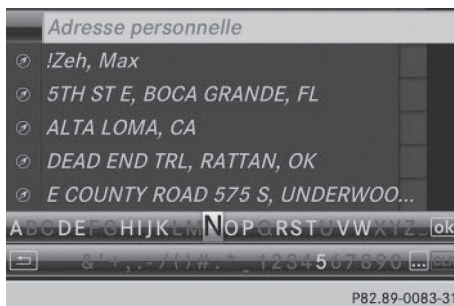 Adresse personnelle
!Zeh, Max
5TH ST E, BOCA GRANDE, FL
ALTA LOMA, CA
DEAD END TRL, RATTAN, OK
E COUNTY ROAD 575 S, UNDERWOO...
ABCDEFGHIJKLMNOPQRSTUVWXYZ_ ok
&'+,.-/()#:*_1234567890 ...
P82.89-0083-31